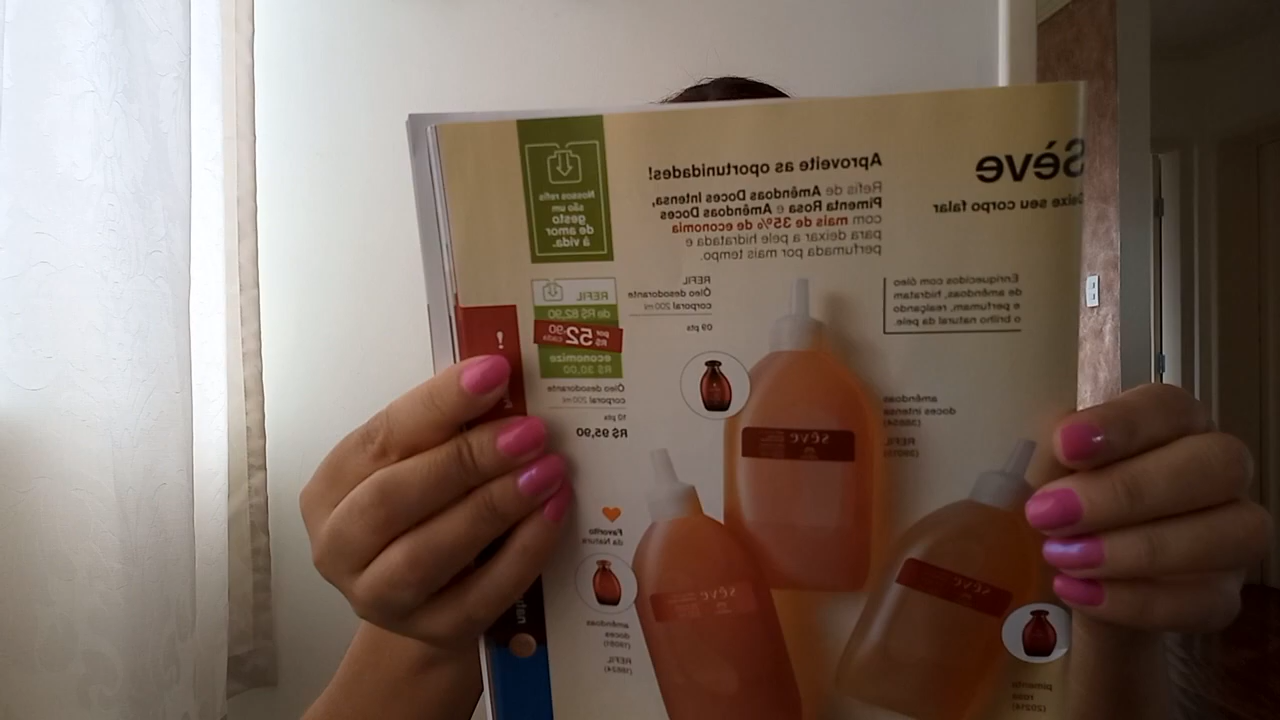 Sève
Deixe seu corpo falar
Aproveite as oportunidades!
Refis de Amêndoas Doces Intensa,
Pimenta Rosa e Amêndoas Doces
com mais de 35% de economia
para deixar a pele hidratada e
perfumada por mais tempo.
Nossos refis
são um
gesto
de amor
à vida.
Enriquecidos com óleo
de amêndoas, hidratam
e perfumam, realçando
o brilho natural da pele.
REFIL
Óleo desodorante
corporal 200 ml
09 pts
REFIL
de R$ 82,90
por R$ 52,90 cada
economize
R$ 30,00
Óleo desodorante
corporal 200 ml
10 pts
R$ 95,90
!
amêndoas
doces intensa
REFIL
sève
Favorito
da Natura
sève
sève
amêndoas
doces
REFIL
pimenta
rosa